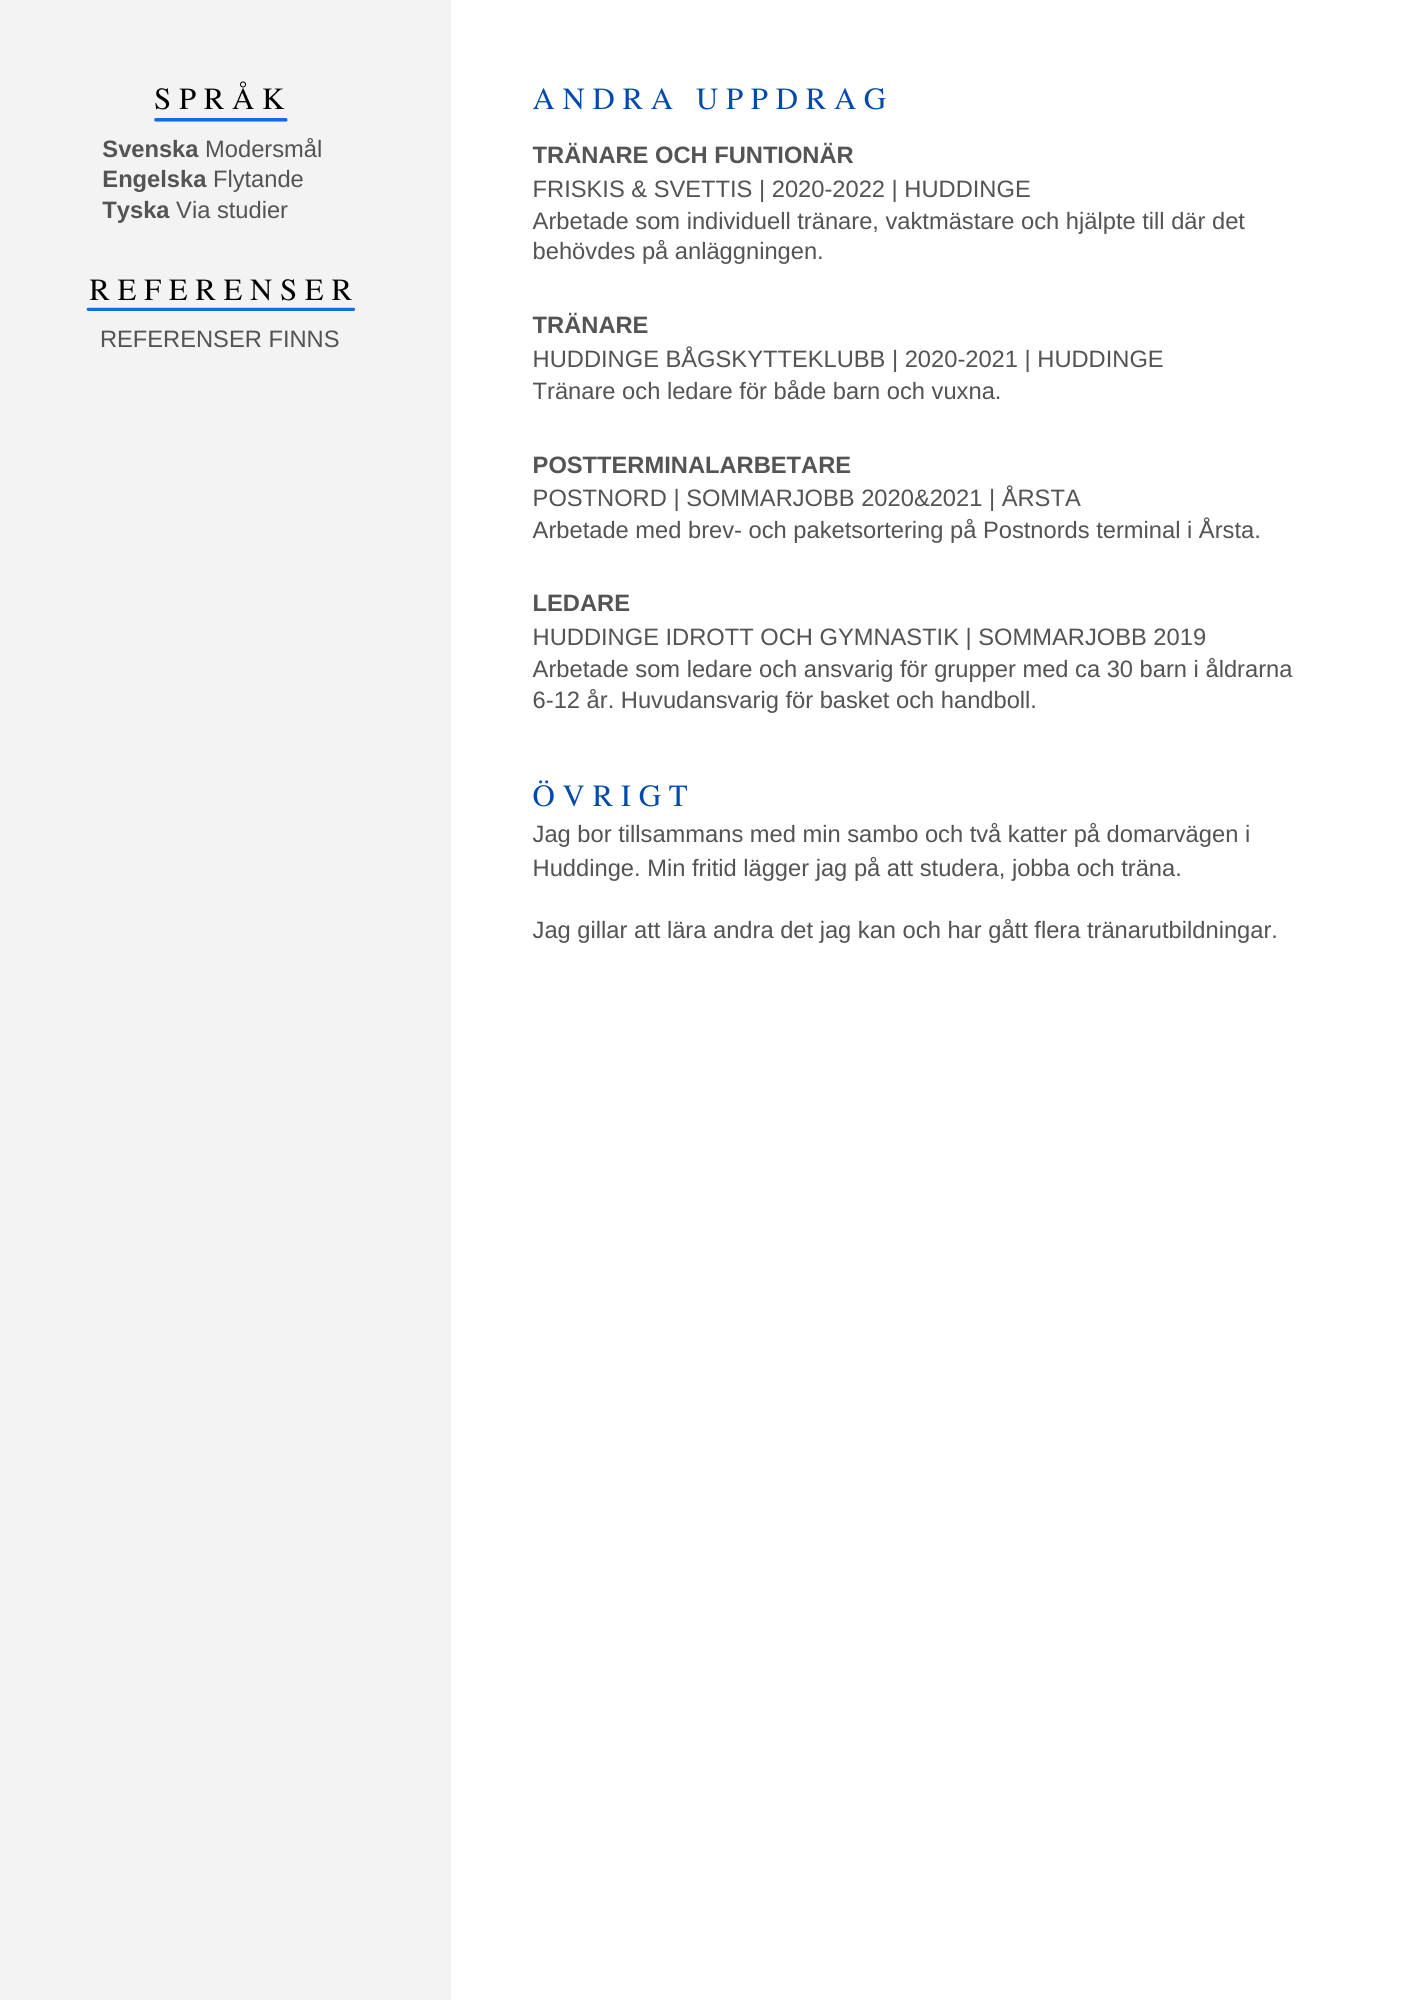 SPRÅK
Svenska Modersmål
Engelska Flytande
Tyska Via studier
REFERENSER
REFERENSER FINNS
ANDRA UPPDRAG
TRÄNARE OCH FUNTIONÄR
FRISKIS & SVETTIS | 2020-2022 | HUDDINGE
Arbetade som individuell tränare, vaktmästare och hjälpte till där det
behövdes på anläggningen.
TRÄNARE
HUDDINGE BÅGSKYTTEKLUBB | 2020-2021 | HUDDINGE
Tränare och ledare för både barn och vuxna.
POSTTERMINALARBETARE
POSTNORD | SOMMARJOBB 2020&2021 | ÅRSTA
Arbetade med brev- och paketsortering på Postnords terminal i Årsta.
LEDARE
HUDDINGE IDROTT OCH GYMNASTIK | SOMMARJOBB 2019
Arbetade som ledare och ansvarig för grupper med ca 30 barn i åldrarna
6-12 år. Huvudansvarig för basket och handboll.
ÖVRIGT
Jag bor tillsammans med min sambo och två katter på domarvägen i
Huddinge. Min fritid lägger jag på att studera, jobba och träna.
Jag gillar att lära andra det jag kan och har gått flera tränarutbildningar.